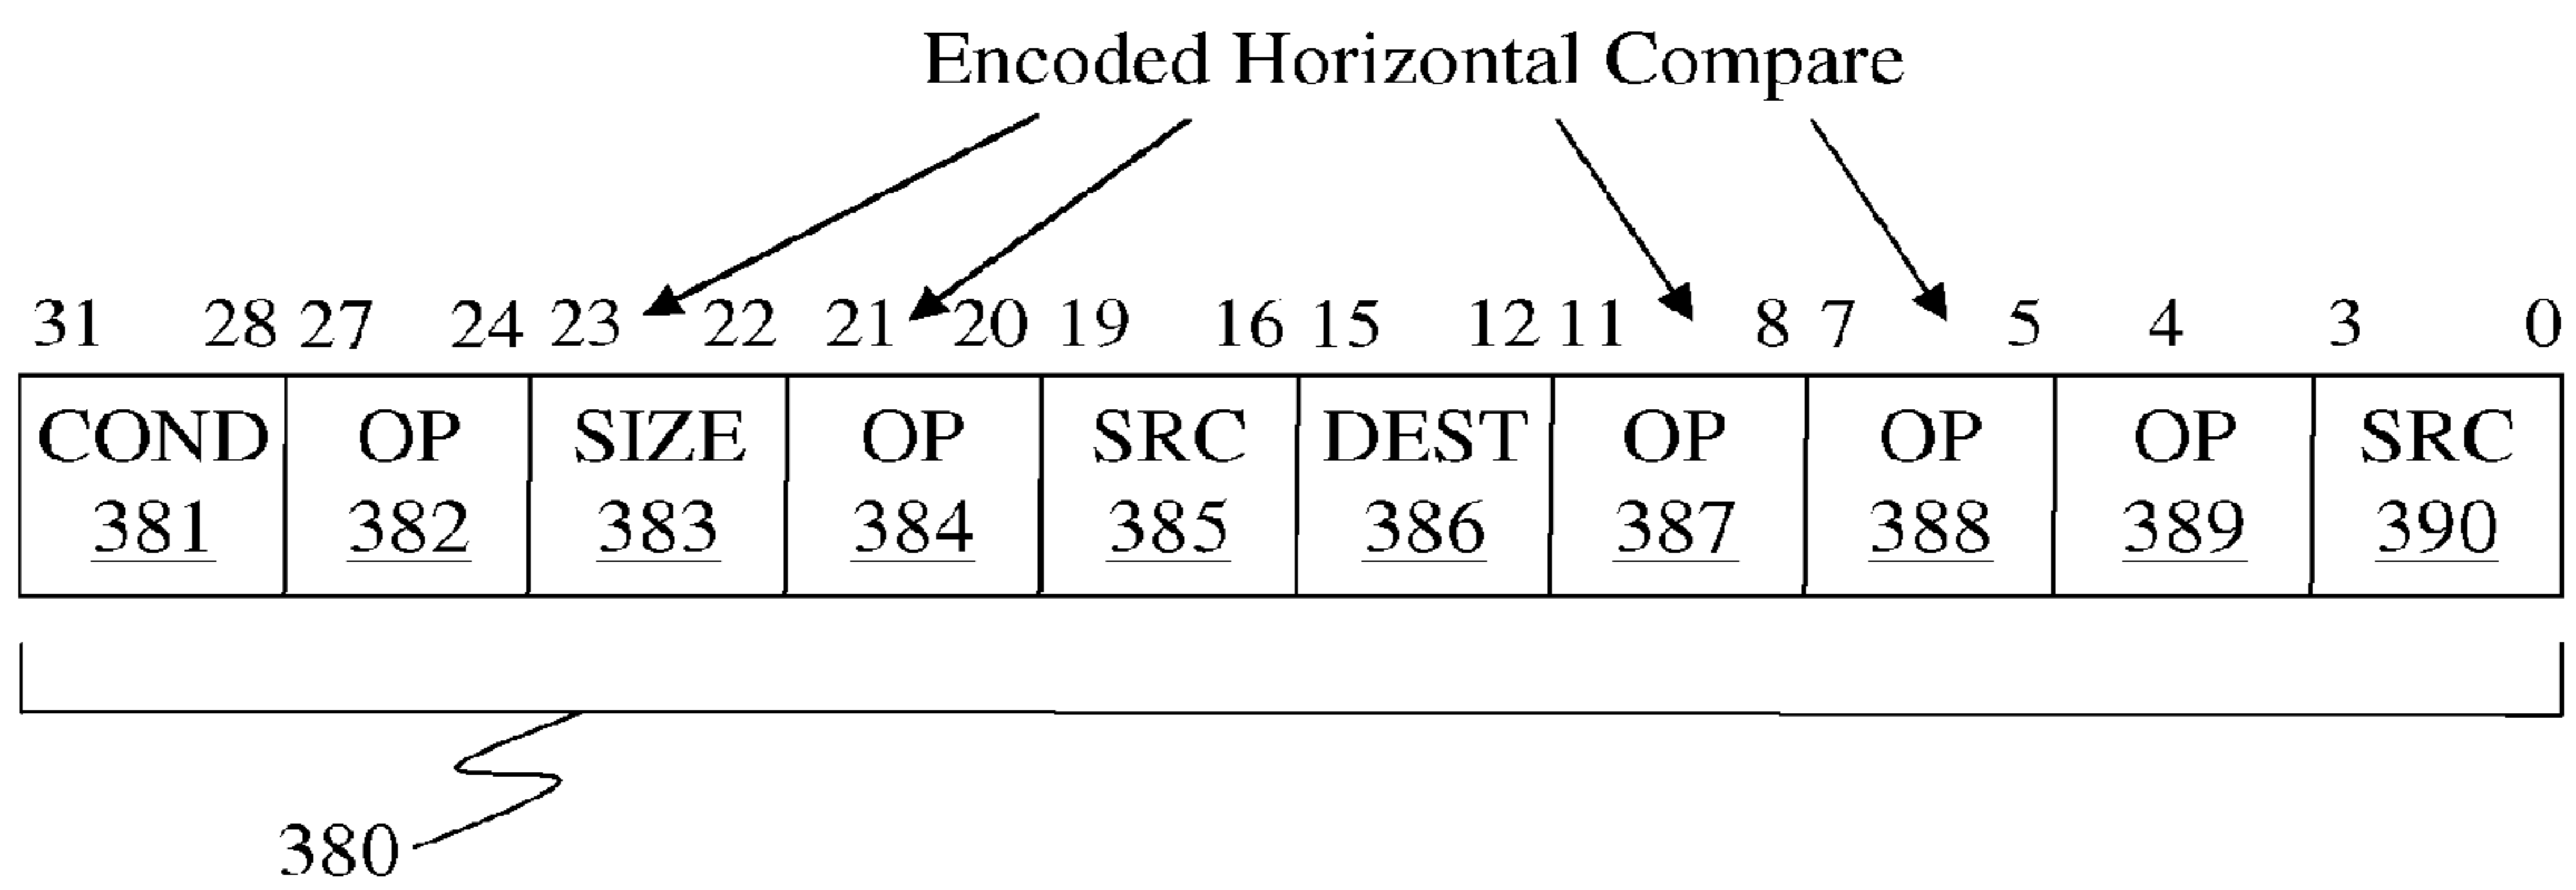 Encoded Horizontal Compare
31 28 27 24 23 22 21 20 19 16 15 12 11 8 7 5 4 3 0
COND OP SIZE OP SRC DEST OP OP OP SRC
381 382 383 384 385 386 387 388 389 390
380